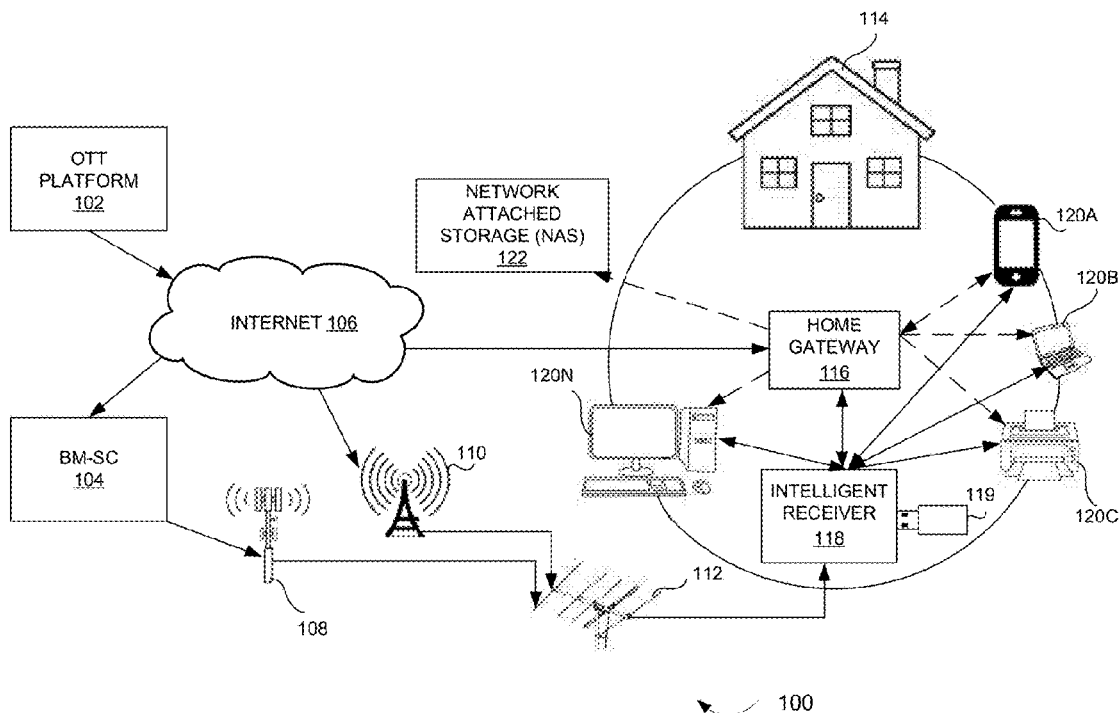 114
OTT
PLATFORM
102
NETWORK
ATTACHED
STORAGE (NAS)
122
120A
120B
INTERNET 106
HOME
GATEWAY
116
120N
BM-SC
104
110
INTELLIGENT
RECEIVER
118
119
120C
112
108
100